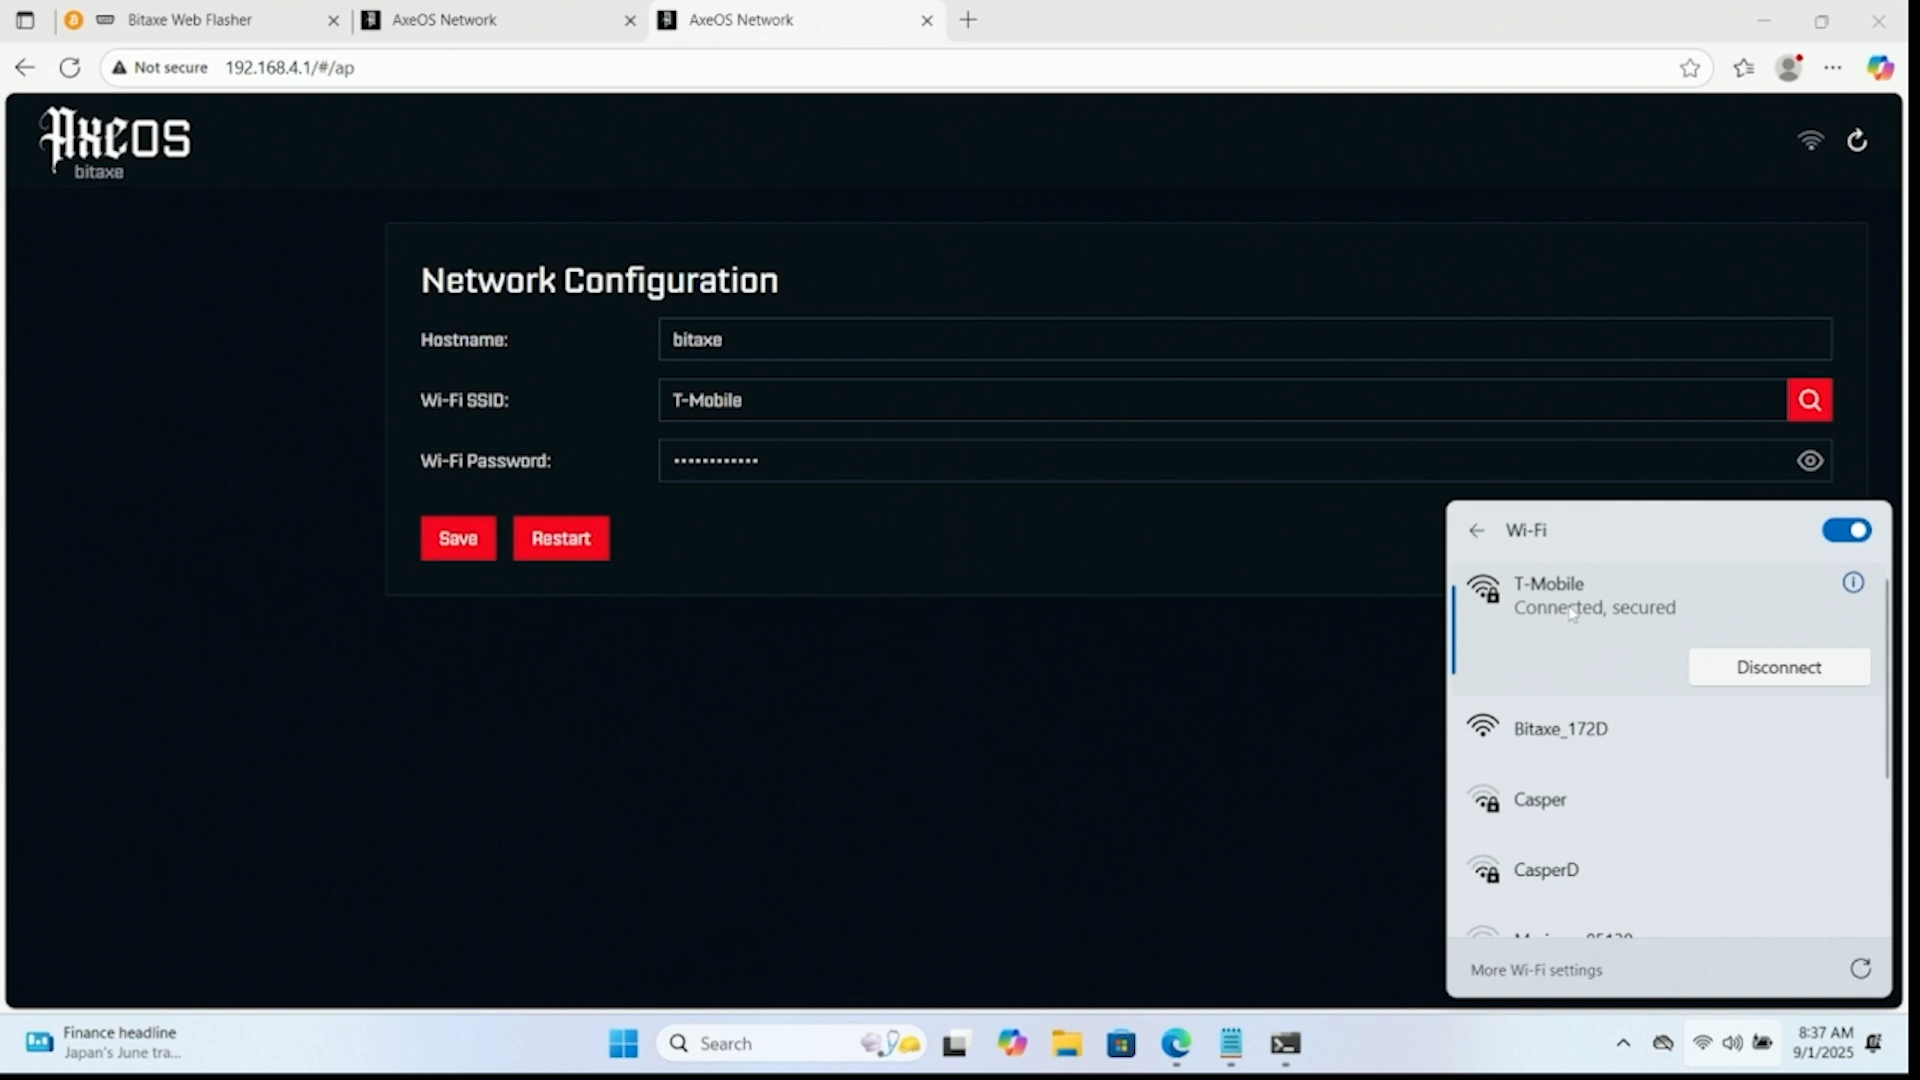 Bitaxe Web Flasher
AxeOS Network
AxeOS Network
Not secure 192.168.4.1/#/ap
AxeOS
bitaxe
Network Configuration
Hostname: bitaxe
Wi-Fi SSID: T-Mobile
Wi-Fi Password: ••••••••••••
Save Restart
Wi-Fi
T-Mobile
Connected, secured
Disconnect
Bitaxe_172D
Casper
CasperD
More Wi-Fi settings
Finance headline
Japan's June tra...
Search
8:37 AM
9/1/2025